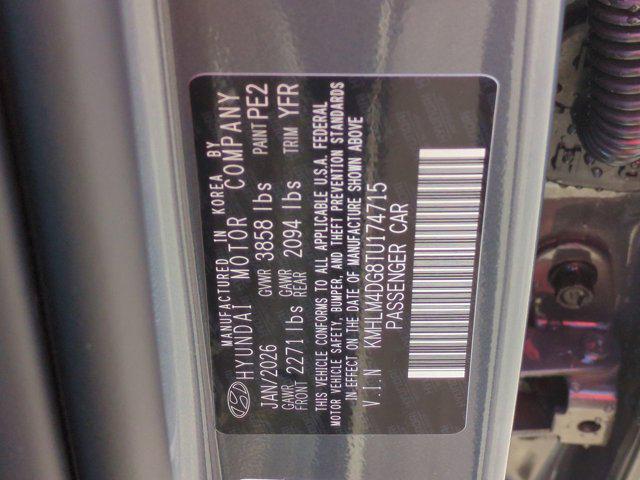 MANUFACTURED IN KOREA BY
HYUNDAI MOTOR COMPANY
JAN/2026 GVWR 3858 lbs PAINT PE2
GAWR FRONT 2271 lbs GAWR REAR 2094 lbs TRIM YFR
THIS VEHICLE CONFORMS TO ALL APPLICABLE U.S.A. FEDERAL
MOTOR VEHICLE SAFETY, BUMPER, AND THEFT PREVENTION STANDARDS
IN EFFECT ON THE DATE OF MANUFACTURE SHOWN ABOVE
V.I.N KMHLM4DG8TU174715
PASSENGER CAR